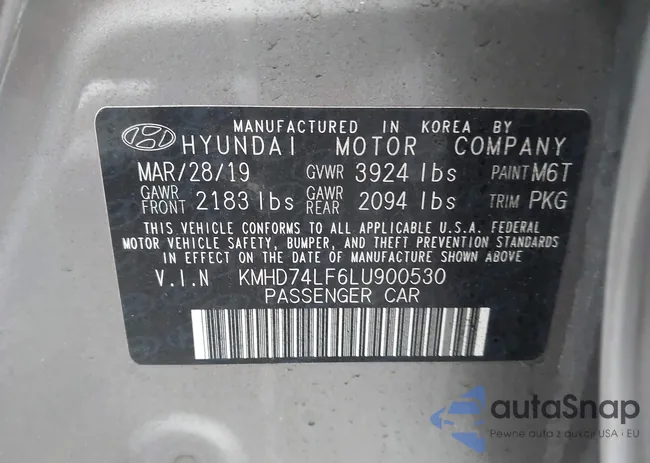 MANUFACTURED IN KOREA BY
HYUNDAI MOTOR COMPANY
MAR/28/19 GVWR 3924 lbs PAINT M6T
GAWR FRONT 2183 lbs GAWR REAR 2094 lbs TRIM PKG
THIS VEHICLE CONFORMS TO ALL APPLICABLE U.S.A. FEDERAL
MOTOR VEHICLE SAFETY, BUMPER, AND THEFT PREVENTION STANDARDS
IN EFFECT ON THE DATE OF MANUFACTURE SHOWN ABOVE.
V.I.N KMHD74LF6LU900530
PASSENGER CAR
autaSnap
Pewne auta z aukcji USA i EU